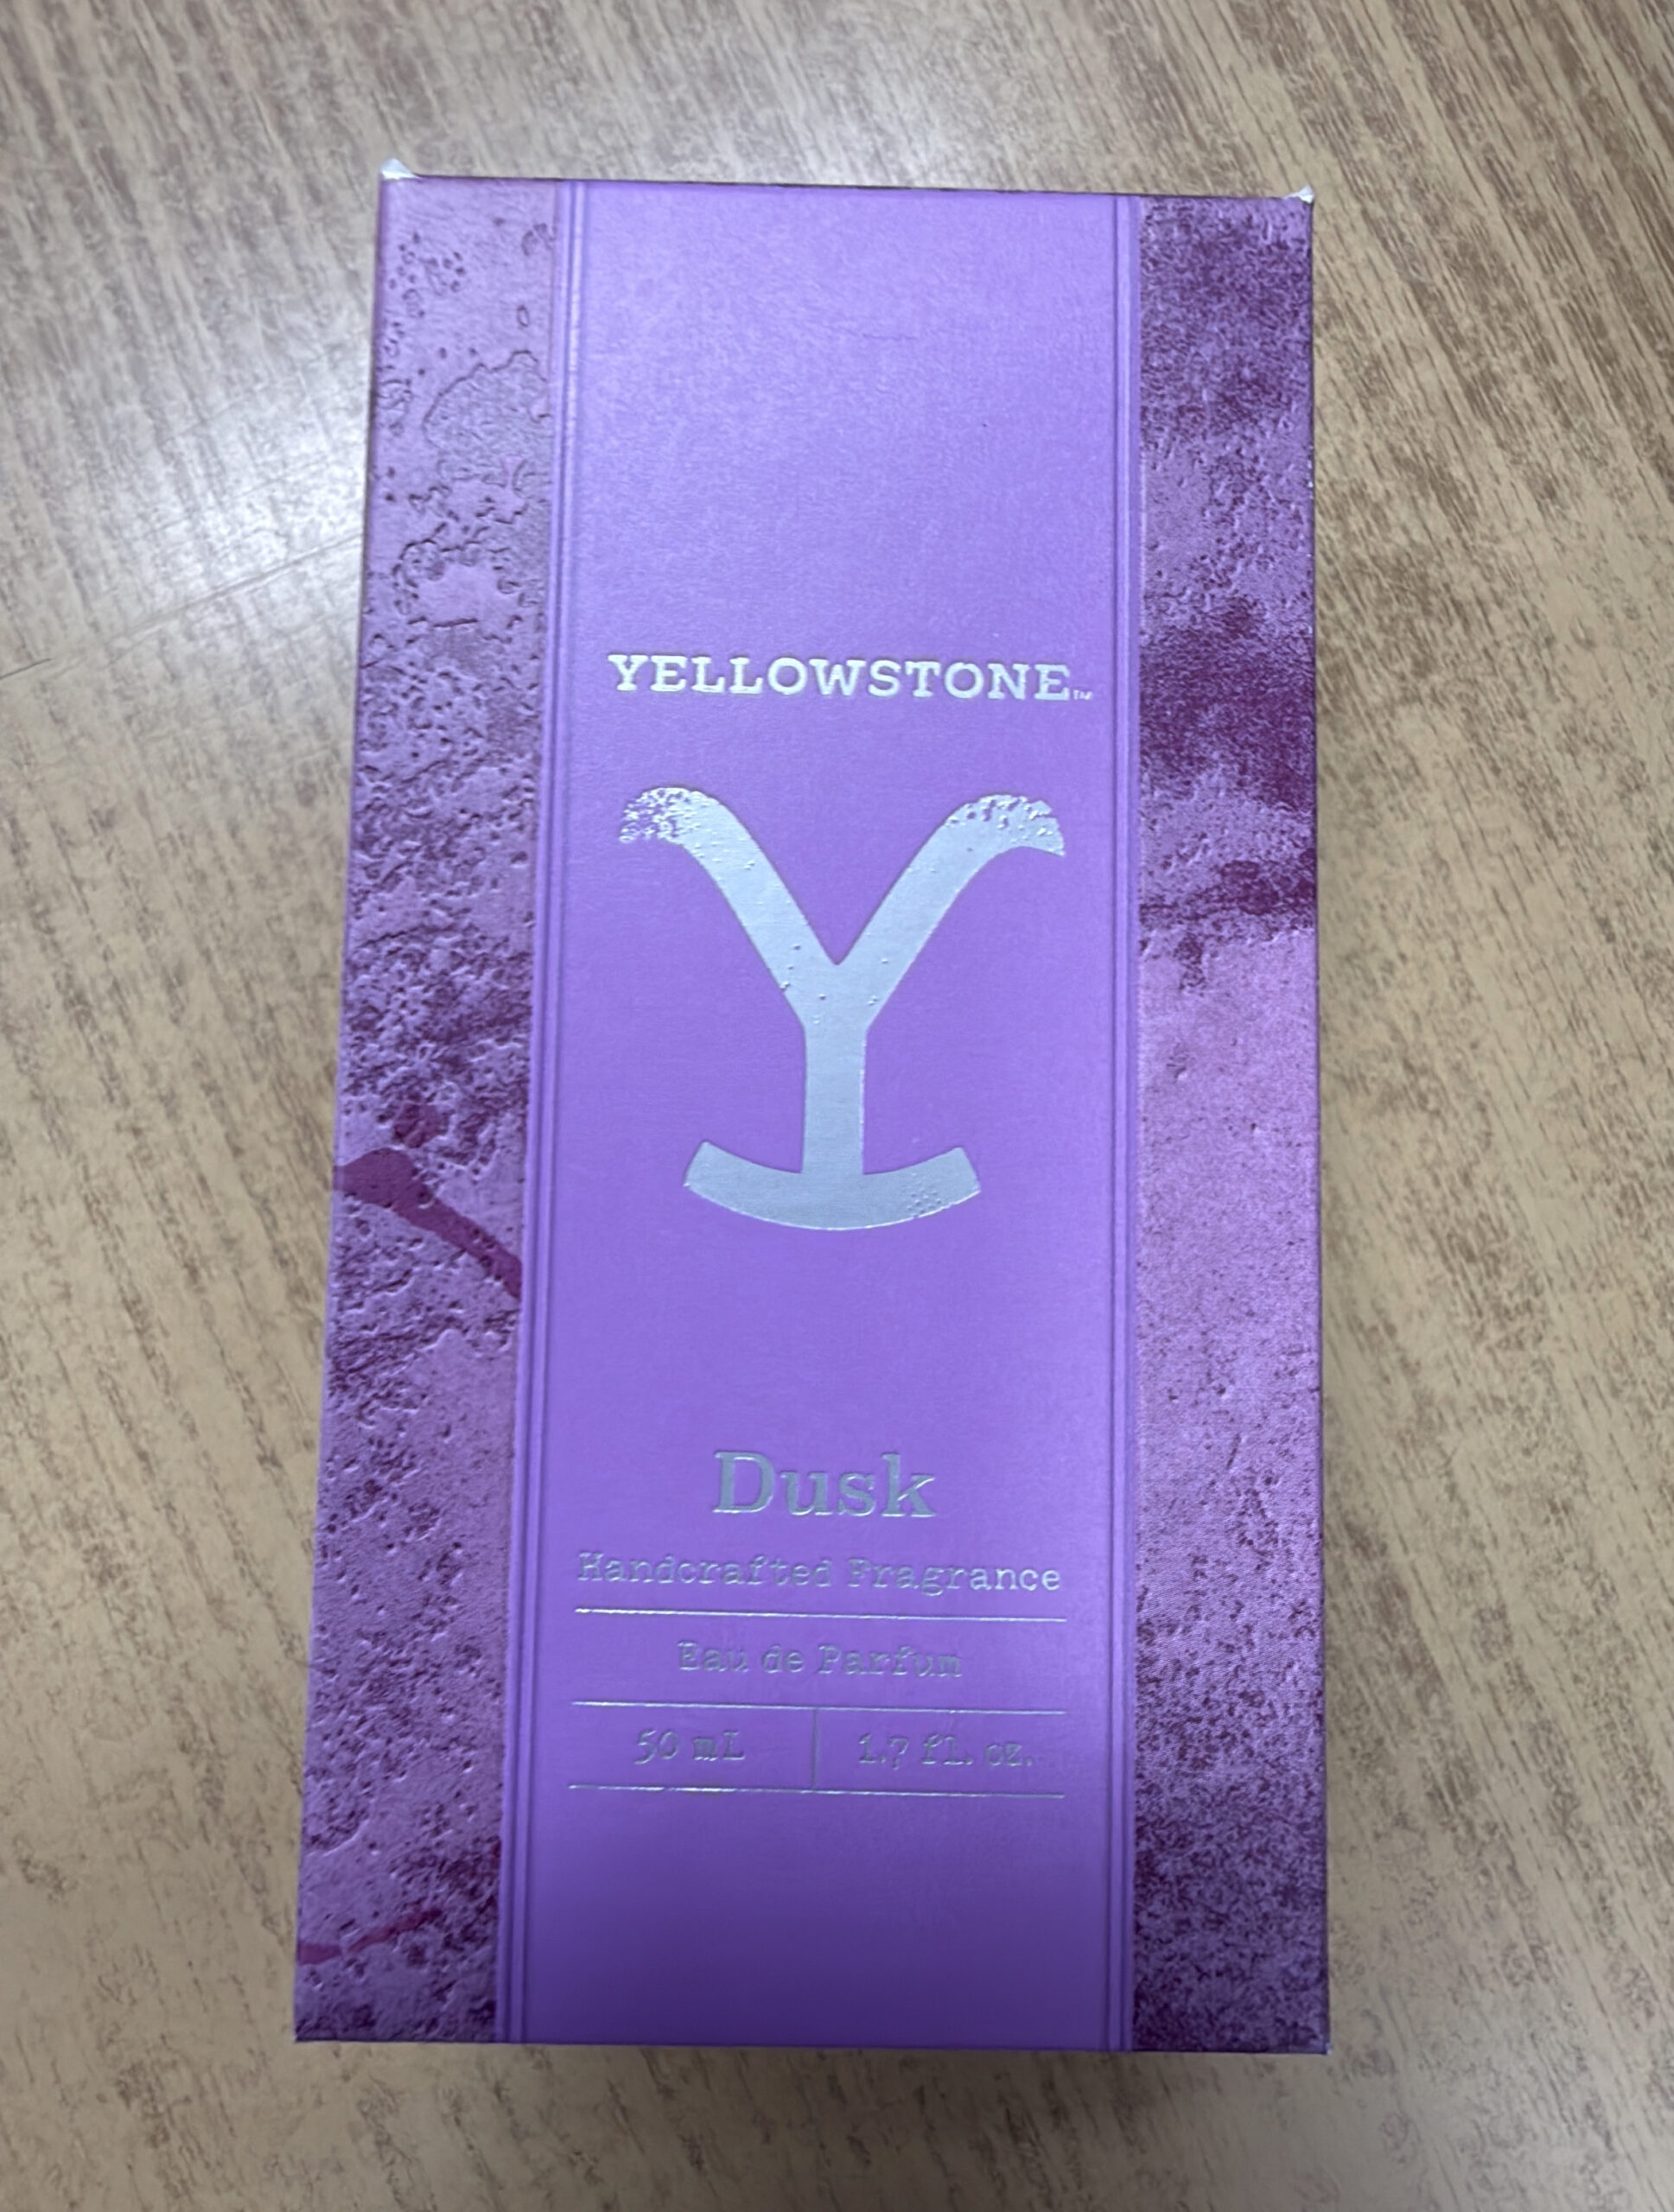 YELLOWSTONE™
Y
Dusk
Handcrafted Fragrance
Eau de Parfum
50 mL 1.7 fl. oz.